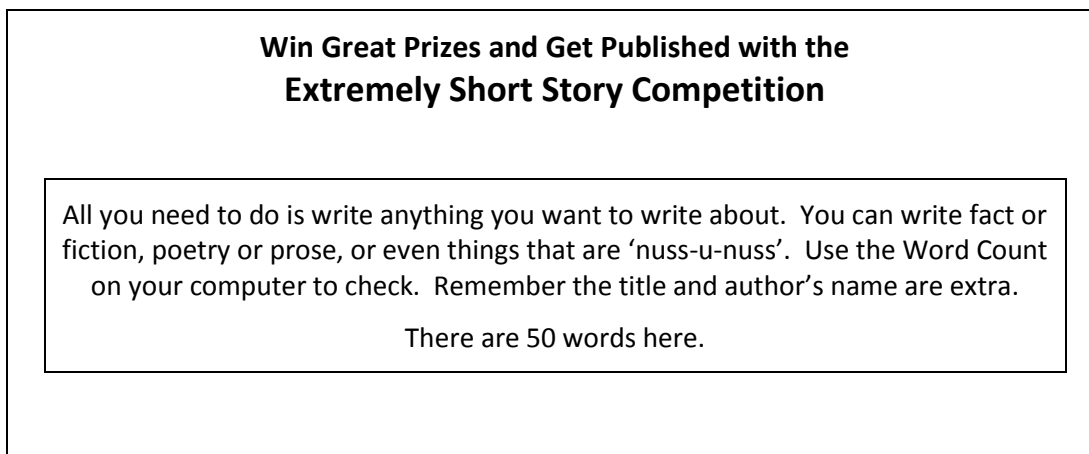 Win Great Prizes and Get Published with the
Extremely Short Story Competition
All you need to do is write anything you want to write about.  You can write fact or
fiction, poetry or prose, or even things that are ‘nuss-u-nuss’.  Use the Word Count
on your computer to check.  Remember the title and author’s name are extra.
There are 50 words here.